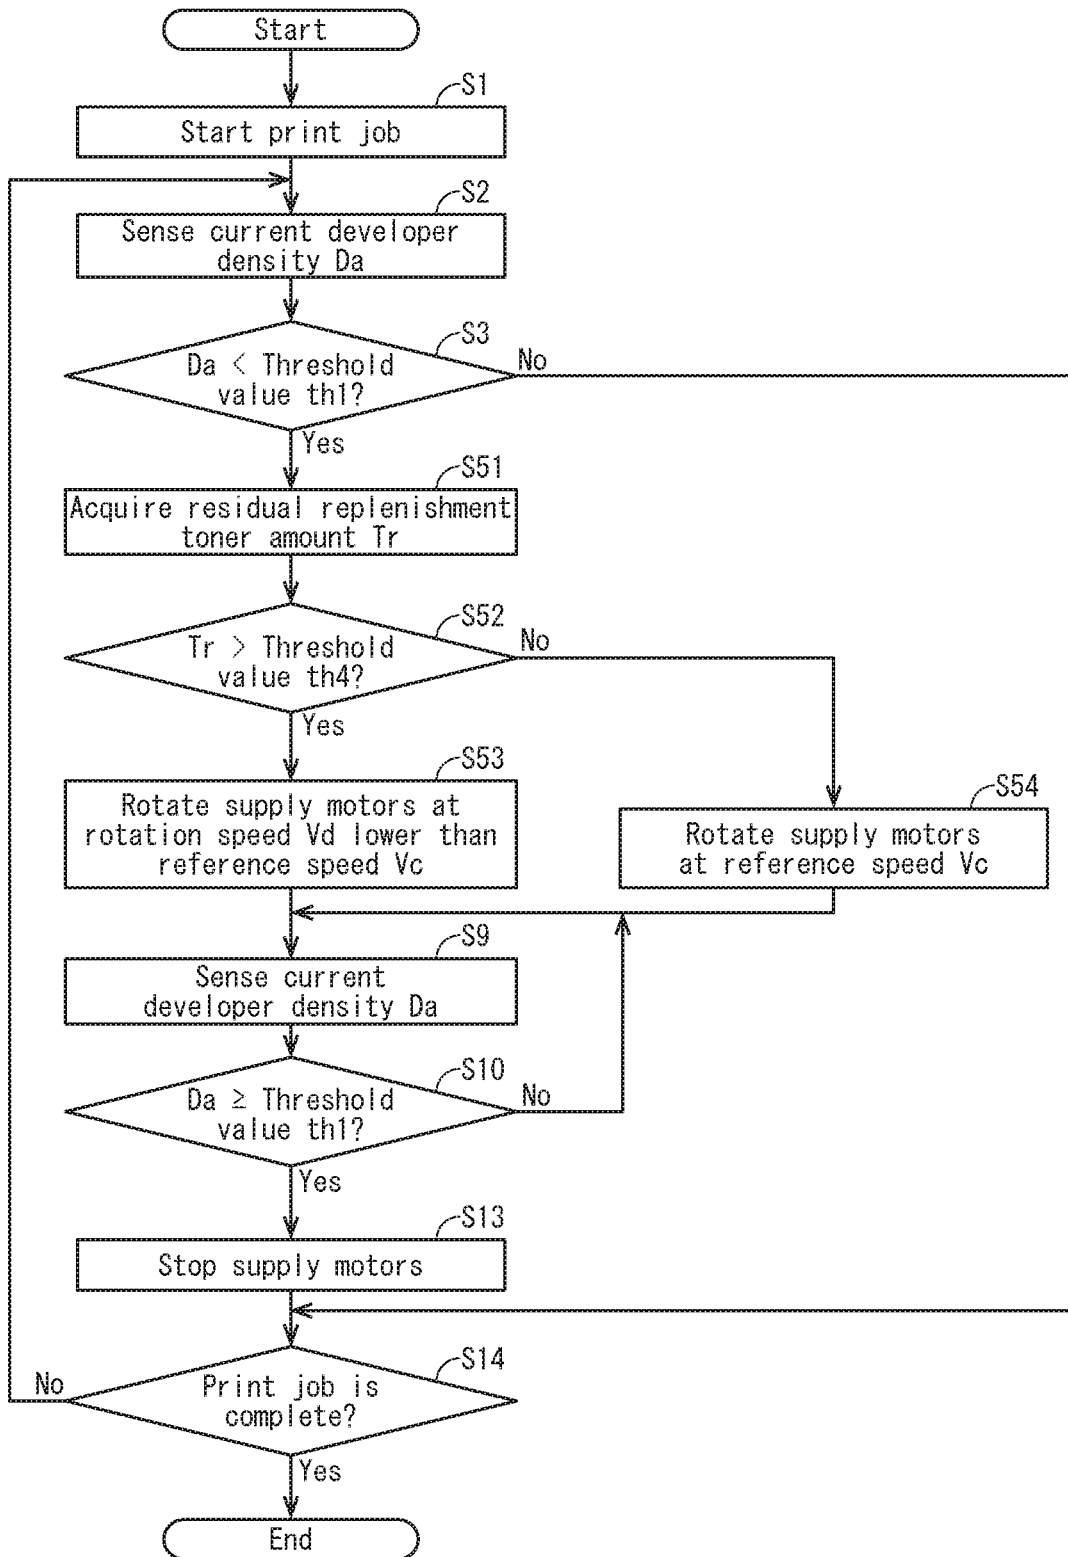 Start
S1
Start print job
S2
Sense current developer
density Da
S3
Da < Threshold
value th1?
No
Yes
S51
Acquire residual replenishment
toner amount Tr
S52
Tr > Threshold
value th4?
No
Yes
S53
Rotate supply motors at
rotation speed Vd lower than
reference speed Vc
S54
Rotate supply motors
at reference speed Vc
S9
Sense current
developer density Da
S10
Da ≥ Threshold
value th1?
No
Yes
S13
Stop supply motors
S14
Print job is
complete?
No
Yes
End